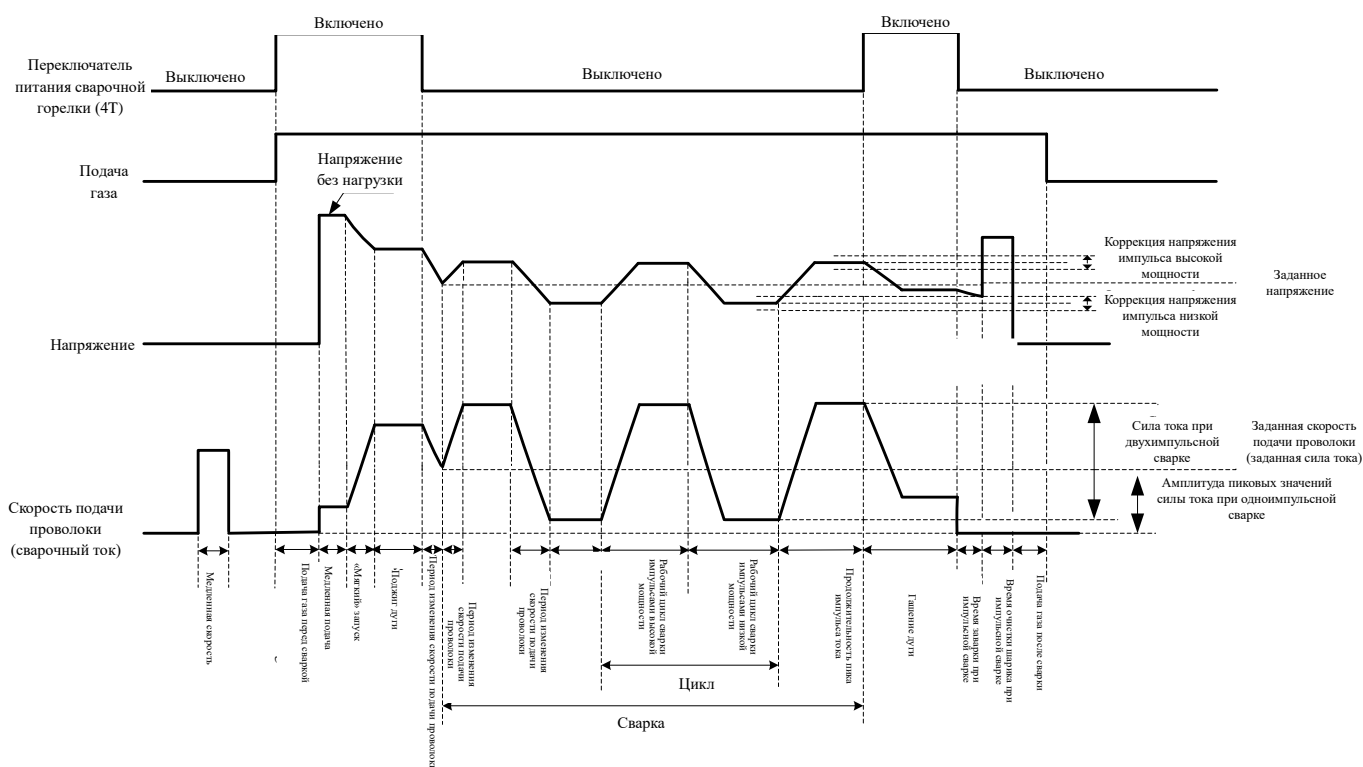 Включено
Включено
Переключатель
питания сварочной
горелки (4Т)
Выключено
Выключено
Выключено
Подача
газа
Напряжение
без нагрузки
Коррекция напряжения
импульса высокой
мощности
Заданное
напряжение
Коррекция напряжения
импульса низкой
мощности
Напряжение
Сила тока при
двухимпульсной
сварке
Заданная скорость
подачи проволоки
(заданная сила тока)
Амплитуда пиковых значений
силы тока при одноимпульсной
сварке
Скорость подачи
проволоки
(сварочный ток)
Медленная скорость
Подача газа перед сваркой
Медленная подача
«Мягкий» запуск
Поджиг дуги
Период изменения скорости подачи проволоки
Период изменения
скорости подачи
проволоки
Период изменения
скорости подачи
проволоки
Рабочий цикл сварки
импульсами высокой
мощности
Рабочий цикл сварки
импульсами низкой
мощности
Продолжительность пика
импульса тока
Гашение дуги
Время заварки при
импульсной сварке
Время очистки шарика при
импульсной сварке
Подача газа после сварки
Цикл
Сварка